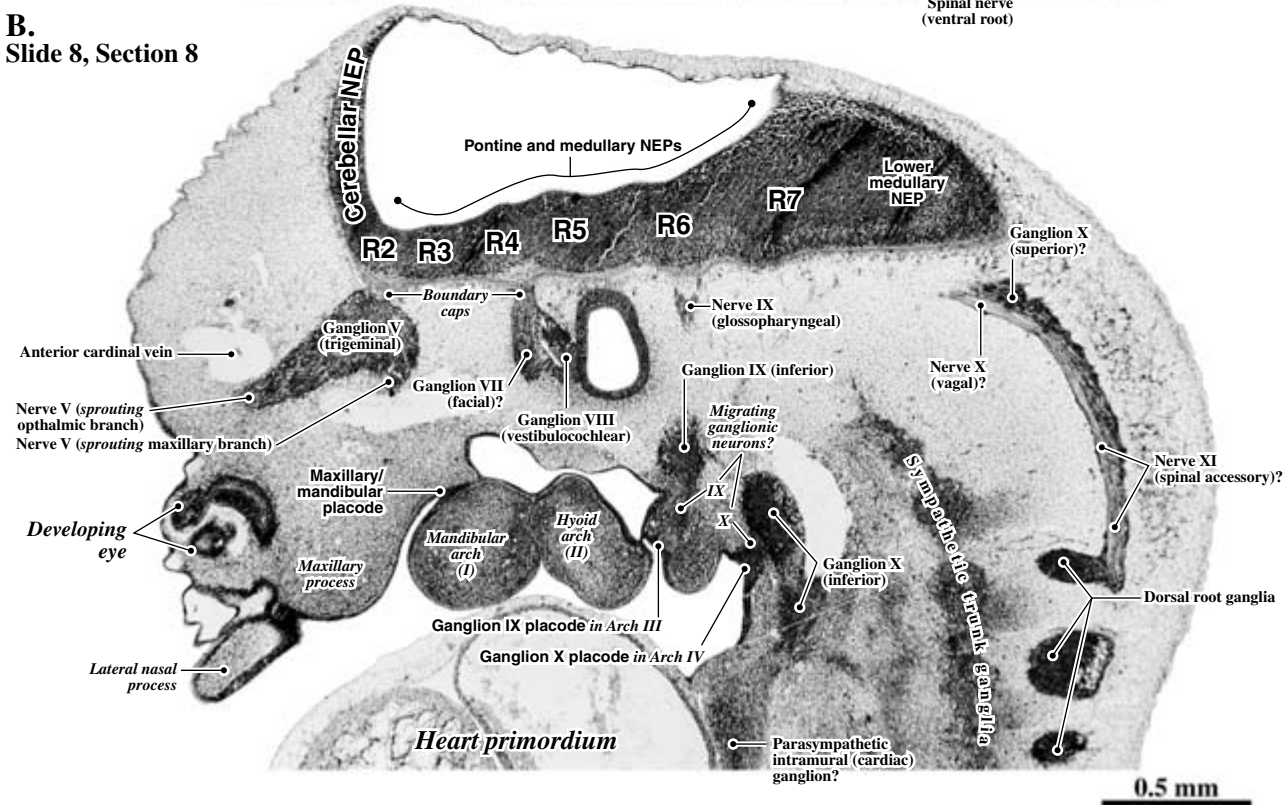 Spinal nerve
(ventral root)
B.
Slide 8, Section 8
Cerebellar NEP
Pontine and medullary NEPs
Lower
medullary
NEP
R2
R3
R4
R5
R6
R7
Ganglion X
(superior)?
Boundary
caps
Nerve IX
(glossopharyngeal)
Ganglion V
(trigeminal)
Anterior cardinal vein
Nerve X
(vagal)?
Ganglion IX (inferior)
Ganglion VII
(facial)?
Nerve V (sprouting
opthalmic branch)
Ganglion VIII
(vestibulocochlear)
Migrating
ganglionic
neurons?
Nerve V (sprouting maxillary branch)
Nerve XI
(spinal accessory)?
Maxillary/
mandibular
placode
IX
X
Sympathetic trunk ganglia
Developing
eye
Mandibular
arch
(I)
Hyoid
arch
(II)
Maxillary
process
Ganglion X
(inferior)
Dorsal root ganglia
Ganglion IX placode in Arch III
Ganglion X placode in Arch IV
Lateral nasal
process
Heart primordium
Parasympathetic
intramural (cardiac)
ganglion?
0.5 mm